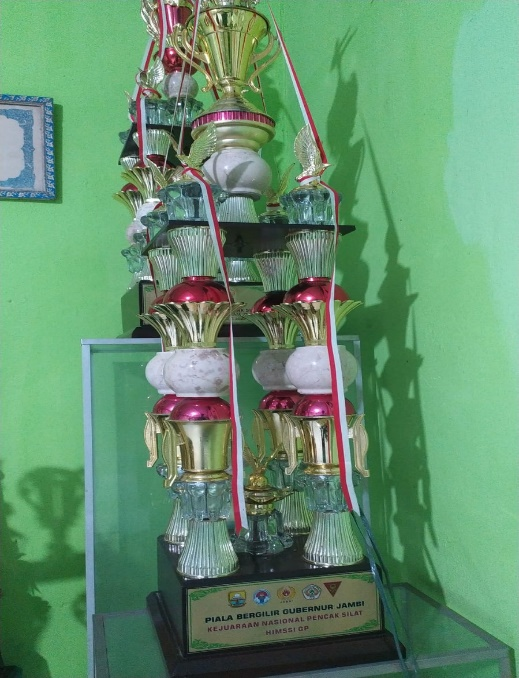 PIALA BERGILIR GUBERNUR JAMBI
KEJUARAAN NASIONAL PENCAK SILAT
HIMSSI OP